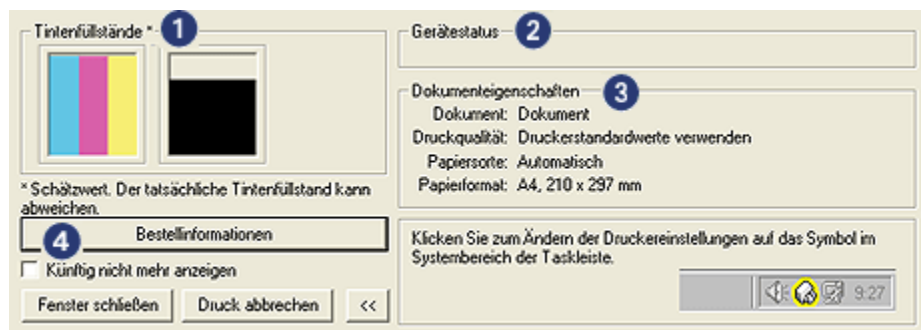 Tintenfüllstände *
1
* Schätzwert. Der tatsächliche Tintenfüllstand kann
abweichen.
4
Bestellinformationen
Künftig nicht mehr anzeigen
Fenster schließen
Druck abbrechen
<<
Gerätestatus
2
Dokumenteigenschaften
3
Dokument: Dokument
Druckqualität: Druckerstandardwerte verwenden
Papiersorte: Automatisch
Papierformat: A4, 210 x 297 mm
Klicken Sie zum Ändern der Druckereinstellungen auf das Symbol im
Systembereich der Taskleiste.
9:27